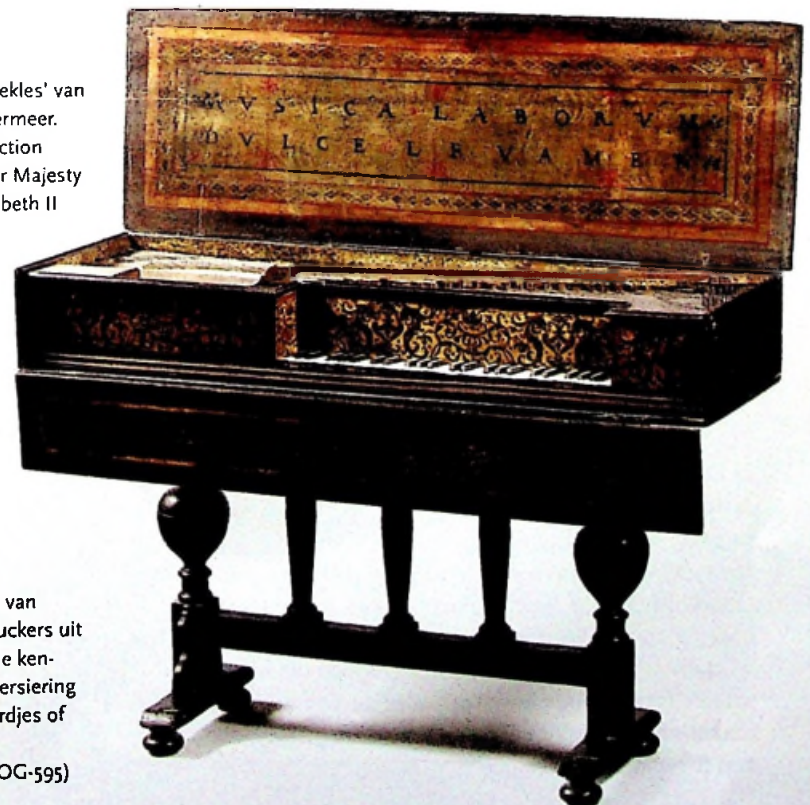 ekles' van
ermeer.
ction
r Majesty
beth II
MVSICA LABORVM
DVLCE LEVAMEN
van
uckers uit
e ken-
ersiering
rdjes of
OG-595)